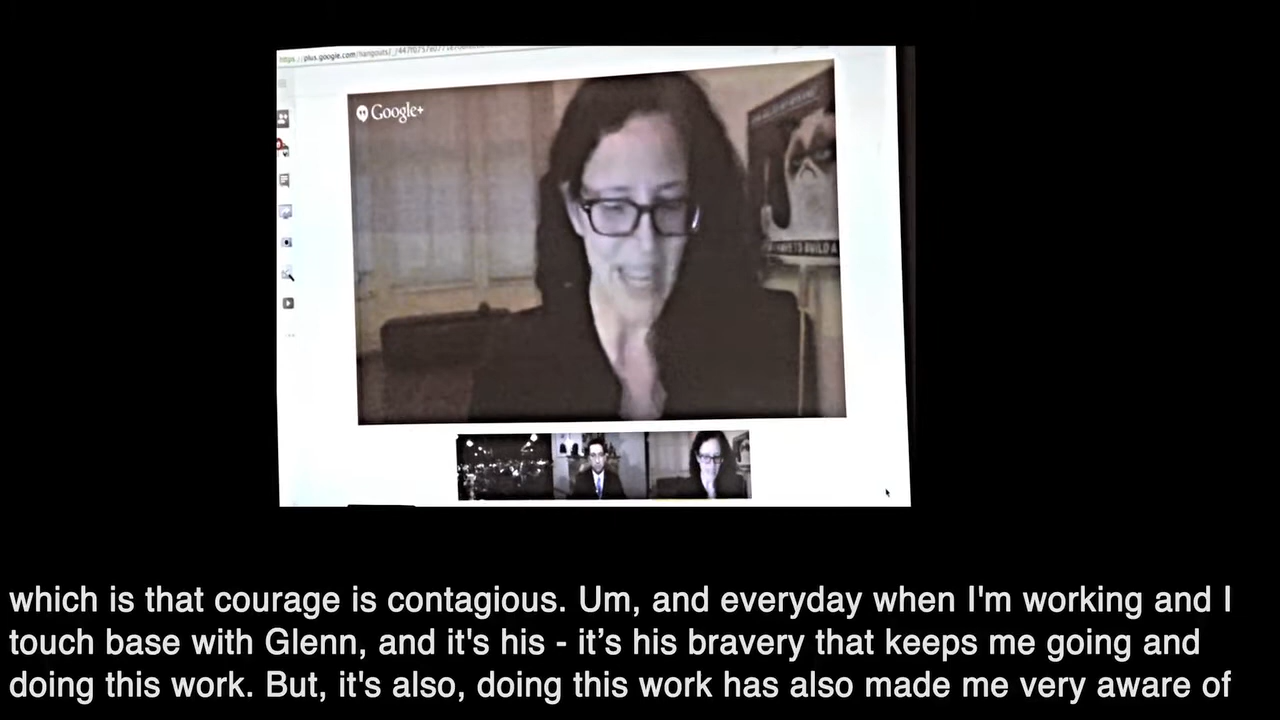 Google+
BUILD A
which is that courage is contagious. Um, and everyday when I'm working and I
touch base with Glenn, and it's his - it’s his bravery that keeps me going and
doing this work. But, it's also, doing this work has also made me very aware of